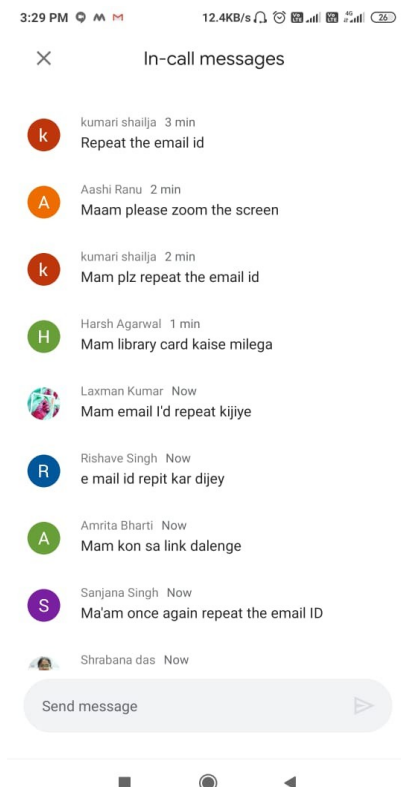 3:29 PM 12.4KB/s 4G 26
In-call messages
k kumari shailja 3 min
Repeat the email id
A Aashi Ranu 2 min
Maam please zoom the screen
k kumari shailja 2 min
Mam plz repeat the email id
H Harsh Agarwal 1 min
Mam library card kaise milega
Laxman Kumar Now
Mam email I'd repeat kijiye
R Rishave Singh Now
e mail id repit kar dijey
A Amrita Bharti Now
Mam kon sa link dalenge
S Sanjana Singh Now
Ma'am once again repeat the email ID
Shrabana das Now
Send message